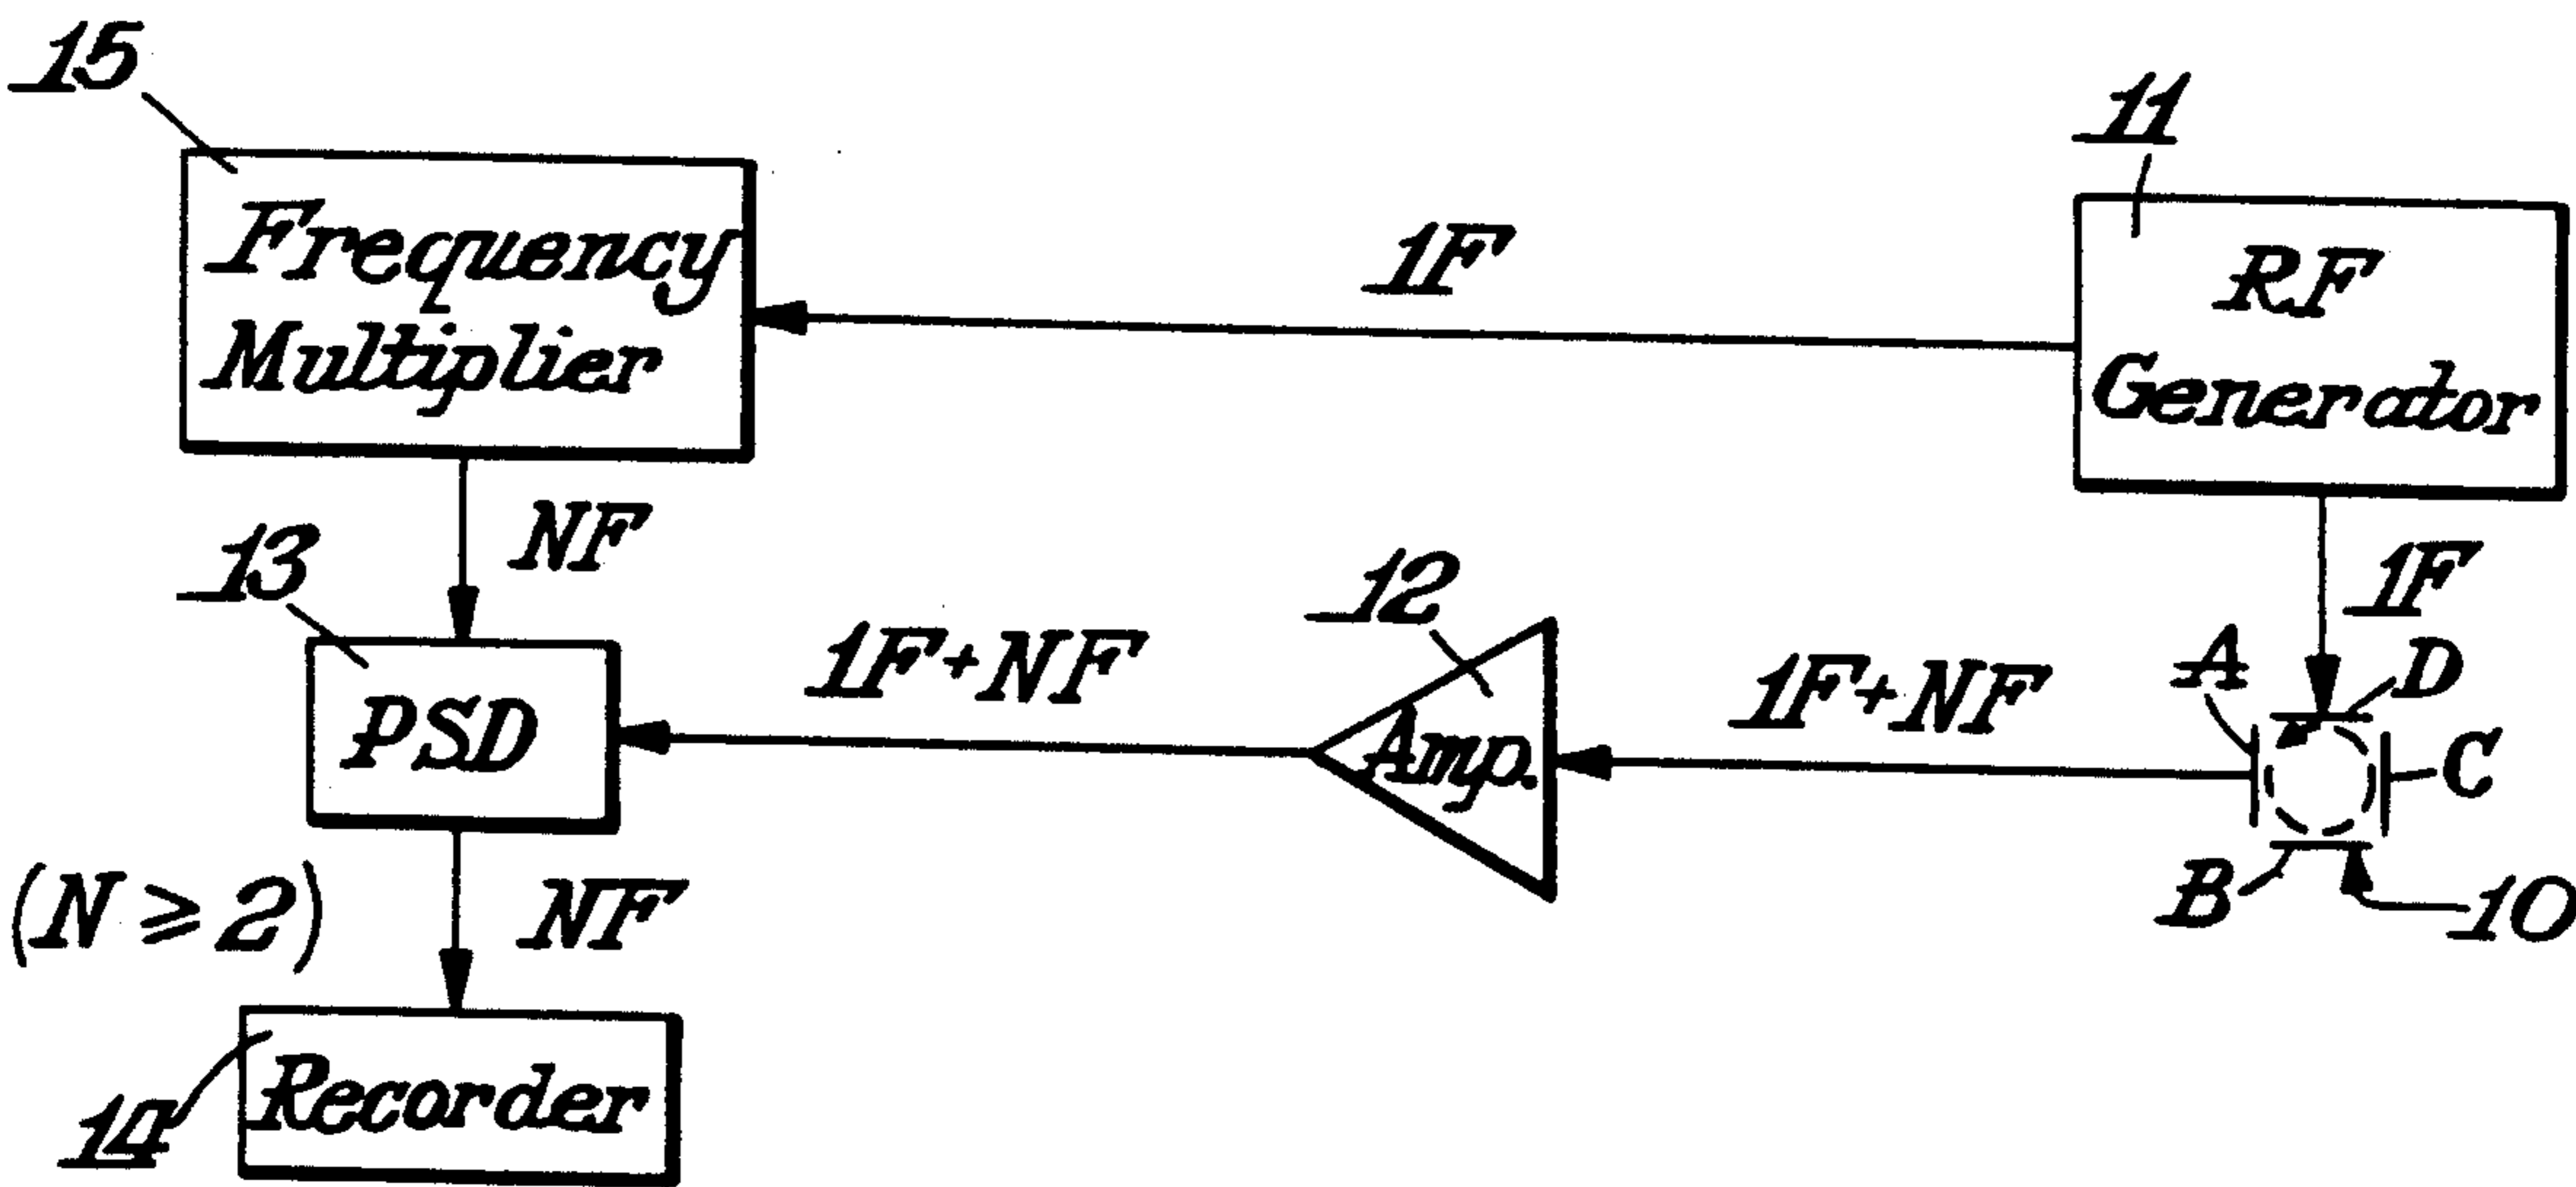 15
Frequency
Multiplier
1F
11
RF
Generator
NF
1F
13
PSD
1F+NF
12
Amp.
1F+NF
A
D
C
B
10
(N ≥ 2)
NF
14
Recorder